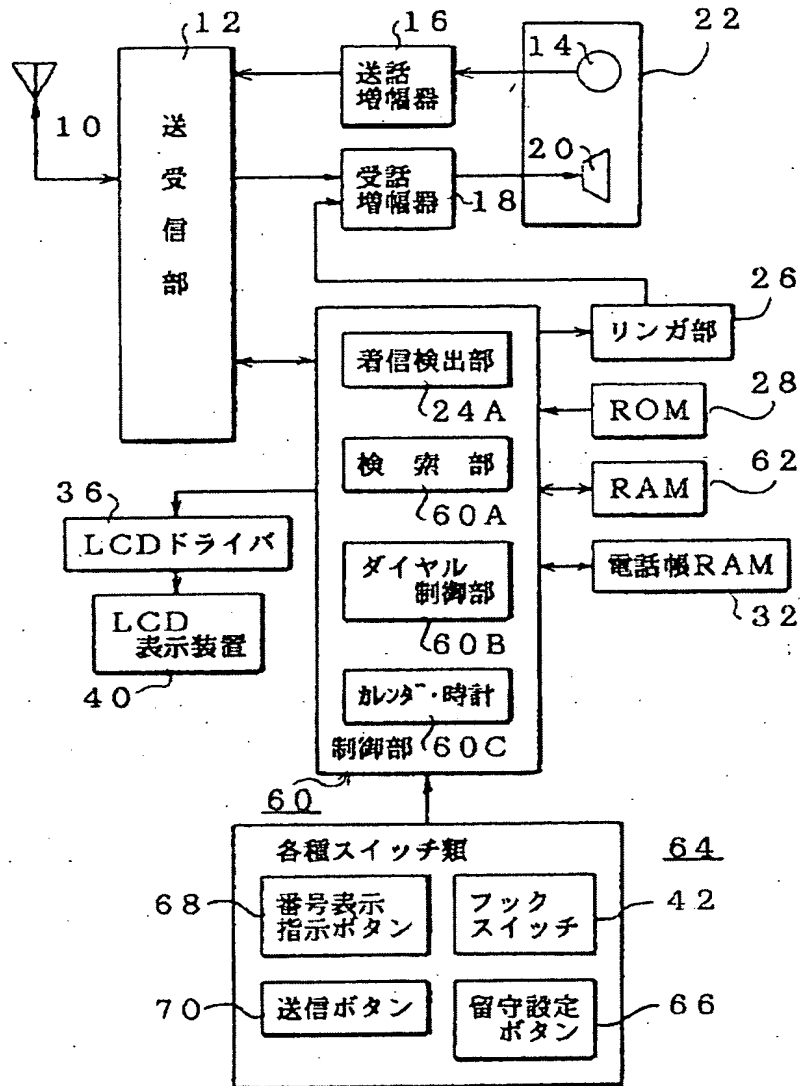 12
16
14
22
10
送話
増幅器
送受信部
20
受話
増幅器
18
26
リンガ部
着信検出部
24A
ROM
28
検索部
60A
RAM
62
36
LCDドライバ
ダイヤル
制御部
60B
電話帳RAM
32
LCD
表示装置
40
カレンダ・時計
60C
制御部
60
各種スイッチ類
64
68
番号表示
指示ボタン
フック
スイッチ
42
70
送信ボタン
留守設定
ボタン
66